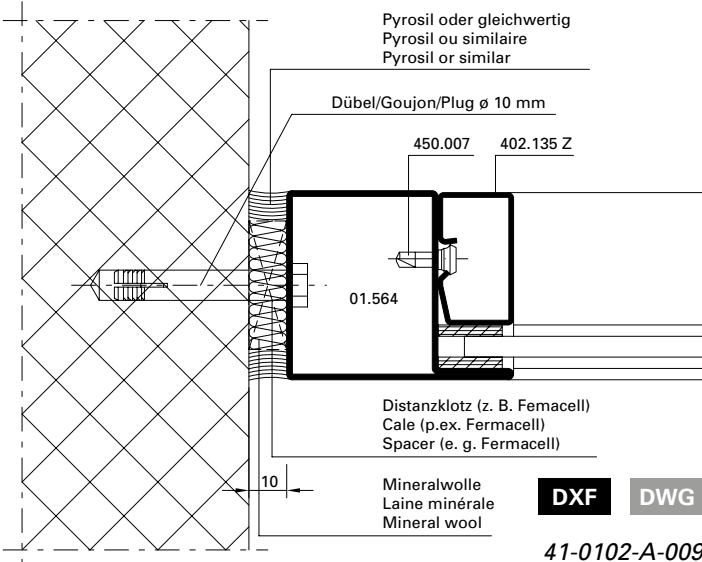 Pyrosil oder gleichwertig
Pyrosil ou similaire
Pyrosil or similar
Dübel/Goujon/Plug ø 10 mm
450.007
402.135 Z
01.564
Distanzklotz (z. B. Femacell)
Cale (p.ex. Fermacell)
Spacer (e. g. Fermacell)
10
Mineralwolle
Laine minérale
Mineral wool
DXF
DWG
41-0102-A-009